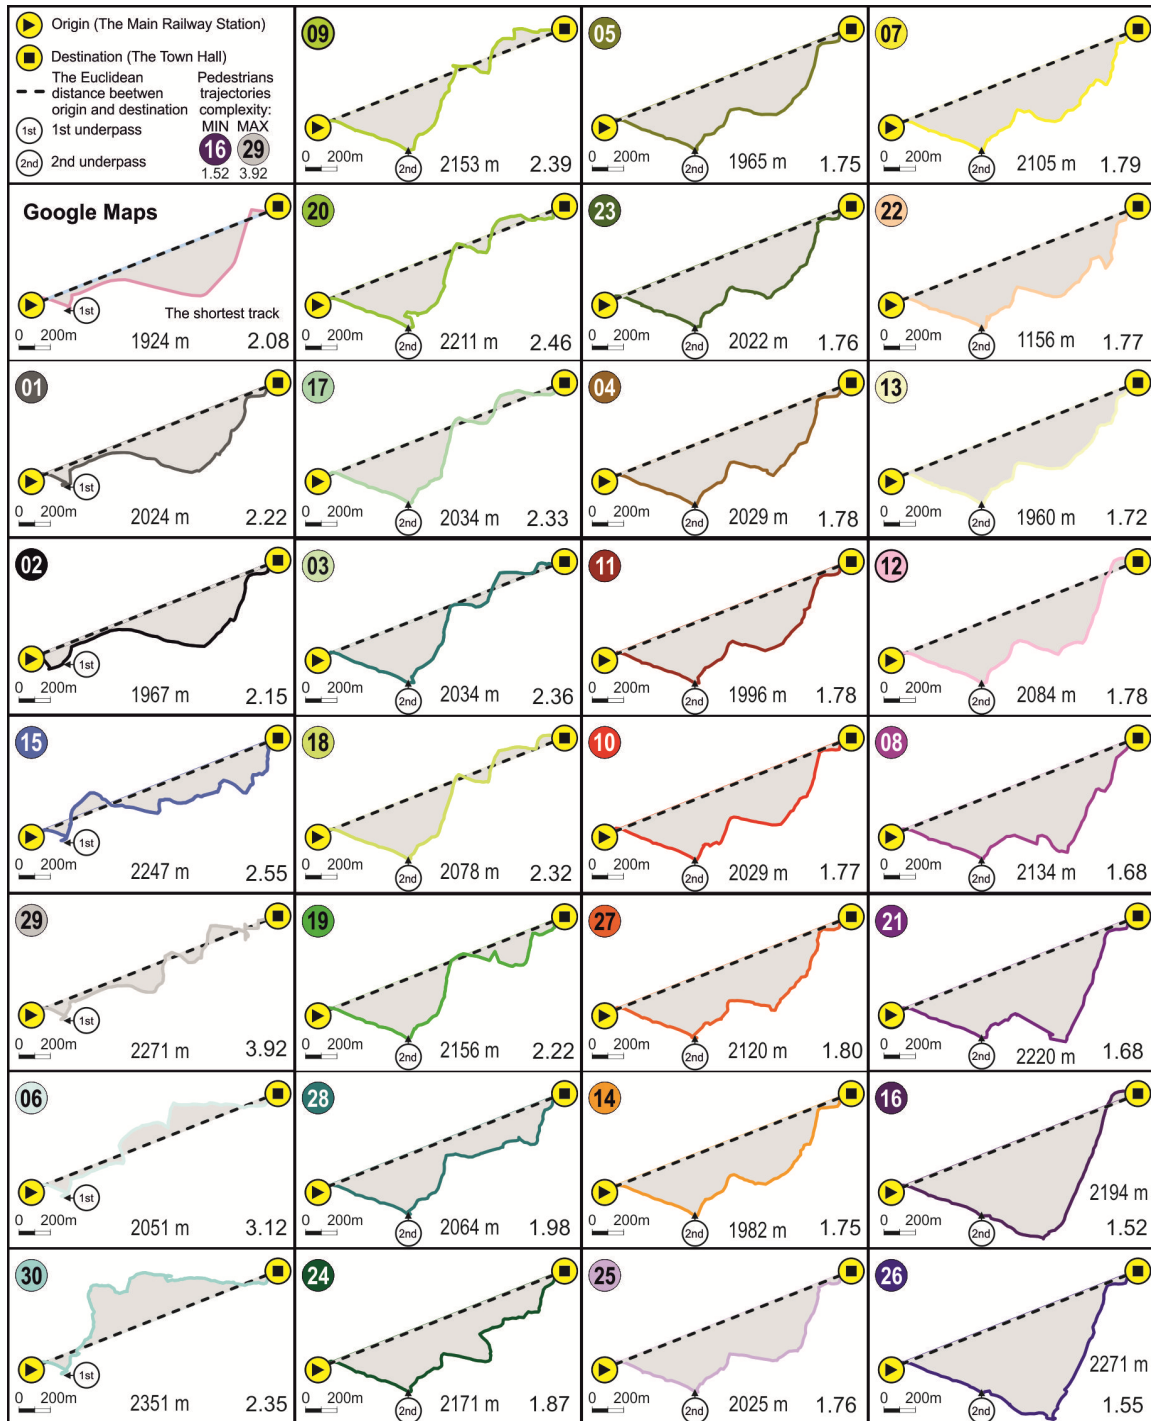 Origin (The Main Railway Station)
Destination (The Town Hall)
The Euclidean
distance beetwen
origin and destination
1st 1st underpass
2nd 2nd underpass
Pedestrians
trajectories
complexity:
MIN MAX
16 29
1.52 3.92
09
0 200m
2nd
2153 m 2.39
05
0 200m
2nd
1965 m 1.75
07
0 200m
2nd
2105 m 1.79
Google Maps
1st
The shortest track
0 200m
1924 m 2.08
20
0 200m
2nd
2211 m 2.46
23
0 200m
2nd
2022 m 1.76
22
0 200m
2nd
1156 m 1.77
01
1st
0 200m
2024 m 2.22
17
0 200m
2nd
2034 m 2.33
04
0 200m
2nd
2029 m 1.78
13
0 200m
2nd
1960 m 1.72
02
1st
0 200m
1967 m 2.15
03
0 200m
2nd
2034 m 2.36
11
0 200m
2nd
1996 m 1.78
12
0 200m
2nd
2084 m 1.78
15
1st
0 200m
2247 m 2.55
18
0 200m
2nd
2078 m 2.32
10
0 200m
2nd
2029 m 1.77
08
0 200m
2nd
2134 m 1.68
29
1st
0 200m
2271 m 3.92
19
0 200m
2nd
2156 m 2.22
27
0 200m
2nd
2120 m 1.80
21
0 200m
2nd
2220 m 1.68
06
1st
0 200m
2051 m 3.12
28
0 200m
2nd
2064 m 1.98
14
0 200m
2nd
1982 m 1.75
16
2194 m
0 200m
2nd
1.52
30
1st
0 200m
2351 m 2.35
24
0 200m
2nd
2171 m 1.87
25
0 200m
2nd
2025 m 1.76
26
2271 m
0 200m
2nd
1.55